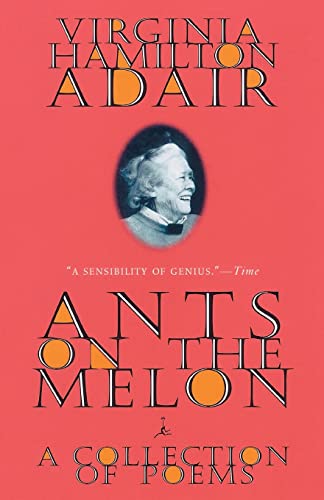 VIRGINIA
HAMILTON
ADAIR
"A SENSIBILITY OF GENIUS."—Time
ANTS
ON THE
MELON
A COLLECTION
OF POEMS